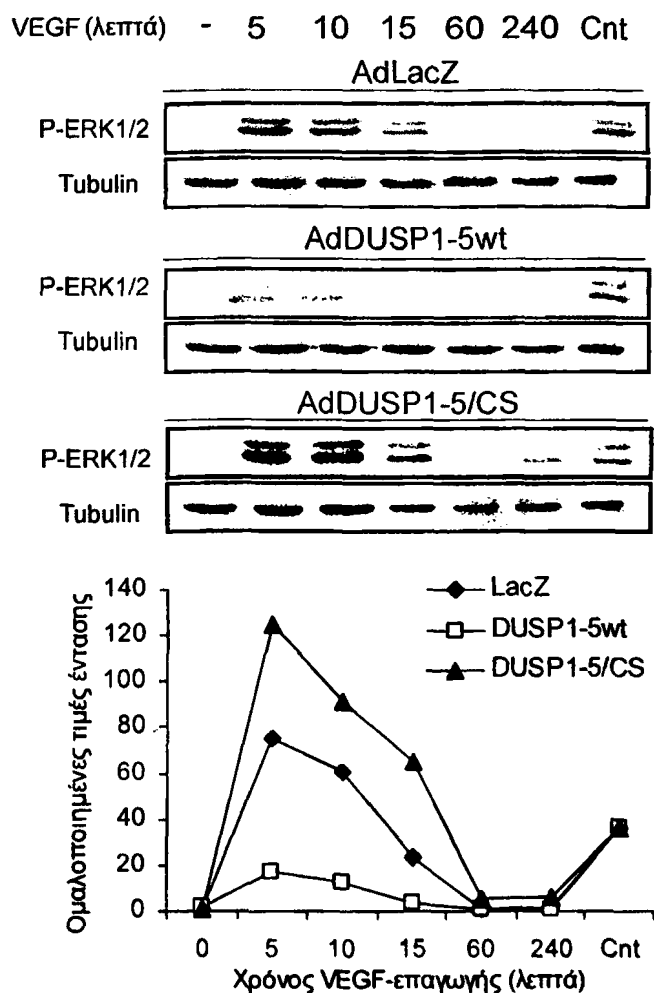 VEGF (λεπτά) - 5 10 15 60 240 Cnt
AdLacZ
P-ERK1/2
Tubulin
AdDUSP1-5wt
P-ERK1/2
Tubulin
AdDUSP1-5/CS
P-ERK1/2
Tubulin
Ομαλοποιημένες τιμές έντασης
140
120
100
80
60
40
20
0
LacZ
DUSP1-5wt
DUSP1-5/CS
0 5 10 15 60 240 Cnt
Χρόνος VEGF-επαγωγής (λεπτά)